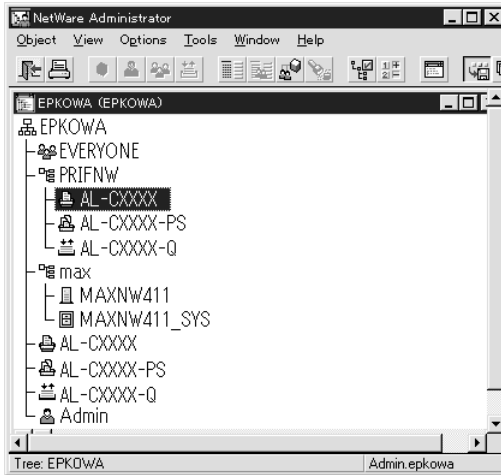 NetWare Administrator
Object View Options Tools Window Help
EPKOWA (EPKOWA)
EPKOWA
EVERYONE
PRIFNW
AL-CXXXX
AL-CXXXX-PS
AL-CXXXX-Q
max
MAXNW411
MAXNW411_SYS
AL-CXXXX
AL-CXXXX-PS
AL-CXXXX-Q
Admin
Tree: EPKOWA Admin.epkowa